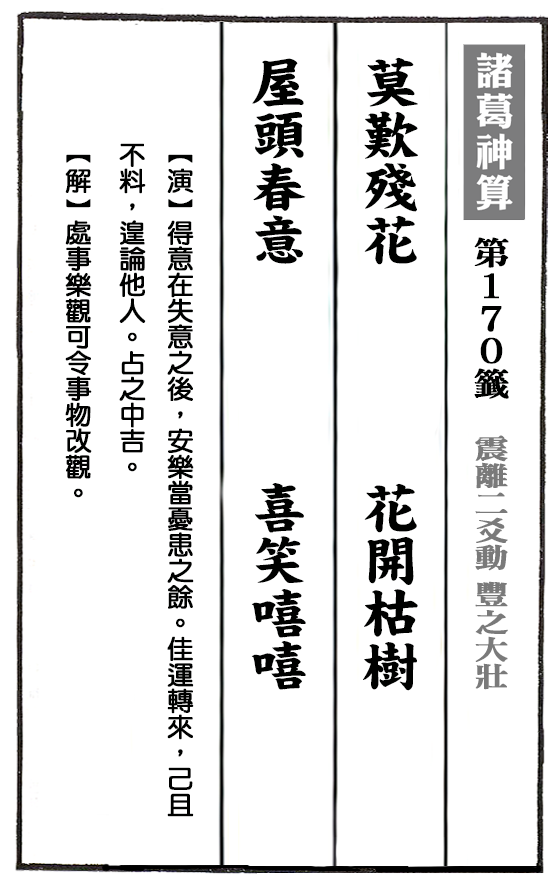 諸葛神算 第170籤 震離二爻動 豐之大壯
莫歎殘花 花開枯樹
屋頭春意 喜笑嘻嘻
【演】得意在失意之後，安樂當憂患之餘。佳運轉來，己且
不料，遑論他人。占之中吉。
【解】處事樂觀可令事物改觀。